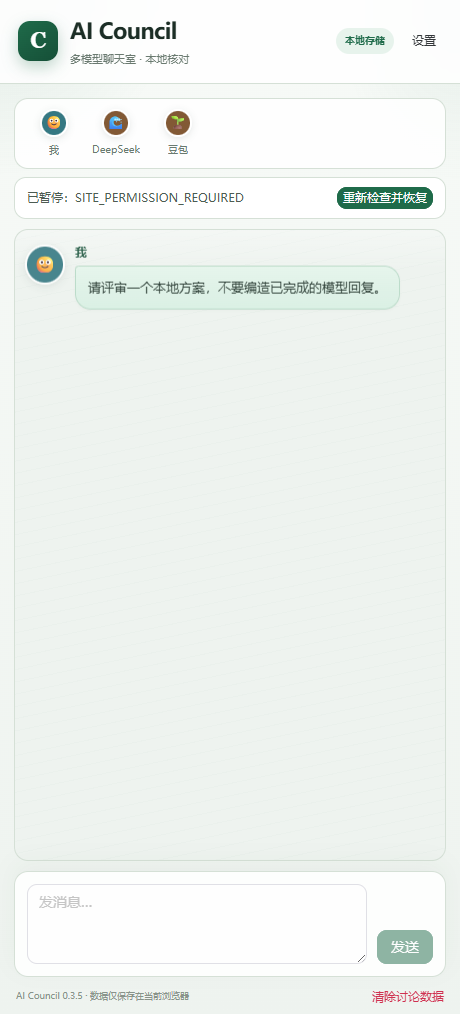 C
AI Council
多模型聊天室 · 本地核对
本地存储
设置
我
DeepSeek
豆包
已暂停：SITE_PERMISSION_REQUIRED
重新检查并恢复
我
请评审一个本地方案，不要编造已完成的模型回复。
发消息...
发送
AI Council 0.3.5 · 数据仅保存在当前浏览器
清除讨论数据